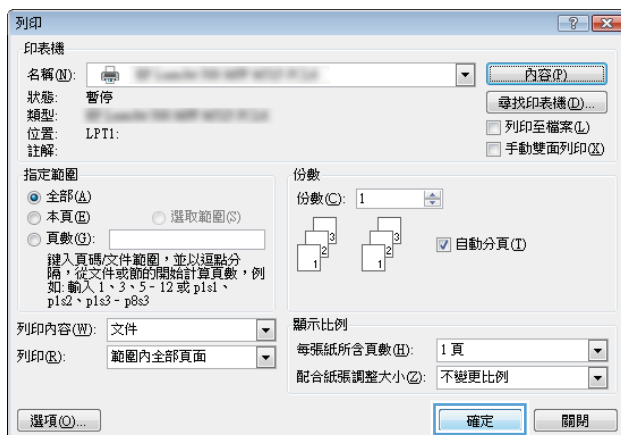 列印
印表機
名稱(N):
內容(P)
狀態: 暫停
尋找印表機(D)...
類型:
位置: LPT1:
列印至檔案(L)
註解:
手動雙面列印(X)
指定範圍
全部(A)
本頁(E) 選取範圍(S)
頁數(G):
鍵入頁碼/文件範圍，並以逗點分
隔，從文件或節的開始計算頁數，例
如: 輸入 1、3、5 - 12 或 p1s1、
p1s2、p1s3 - p8s3
份數
份數(C): 1
1 2 3 1 2 3
自動分頁(T)
列印內容(W): 文件
列印(R): 範圍內全部頁面
顯示比例
每張紙所含頁數(H): 1 頁
配合紙張調整大小(Z): 不變更比例
選項(O)...
確定
關閉